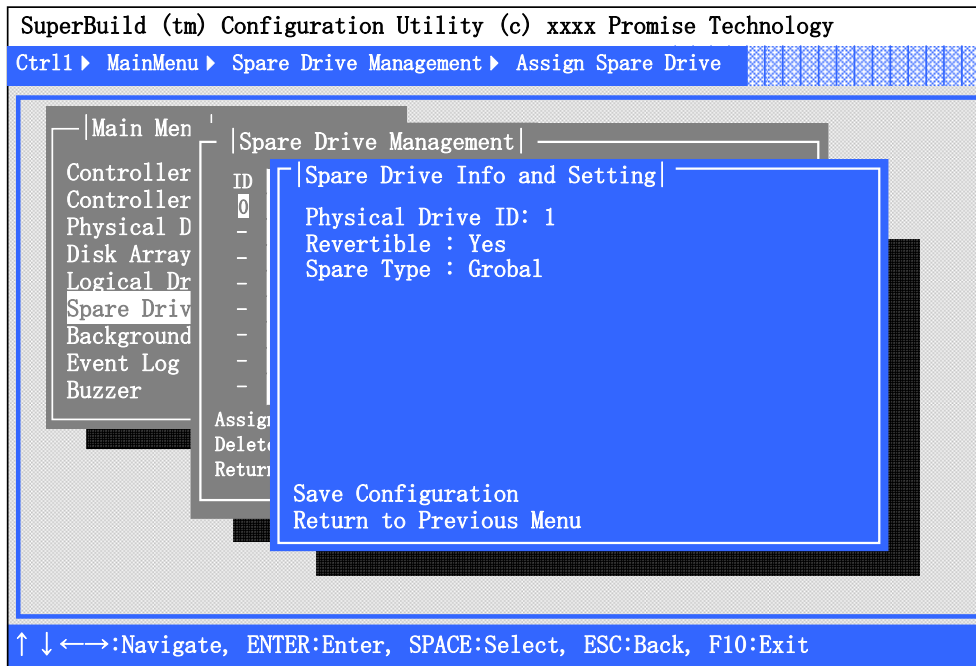 SuperBuild (tm) Configuration Utility (c) xxxx Promise Technology
Ctrl1▶ MainMenu▶ Spare Drive Management▶ Assign Spare Drive
Main Men
Controller
Controller
Physical D
Disk Array
Logical Dr
Spare Driv
Background
Event Log
Buzzer
Spare Drive Management
ID
0
-
-
-
-
-
-
-
Assig
Delet
Retur
Spare Drive Info and Setting
Physical Drive ID: 1
Revertible : Yes
Spare Type : Grobal
Save Configuration
Return to Previous Menu
↑↓←→:Navigate, ENTER:Enter, SPACE:Select, ESC:Back, F10:Exit